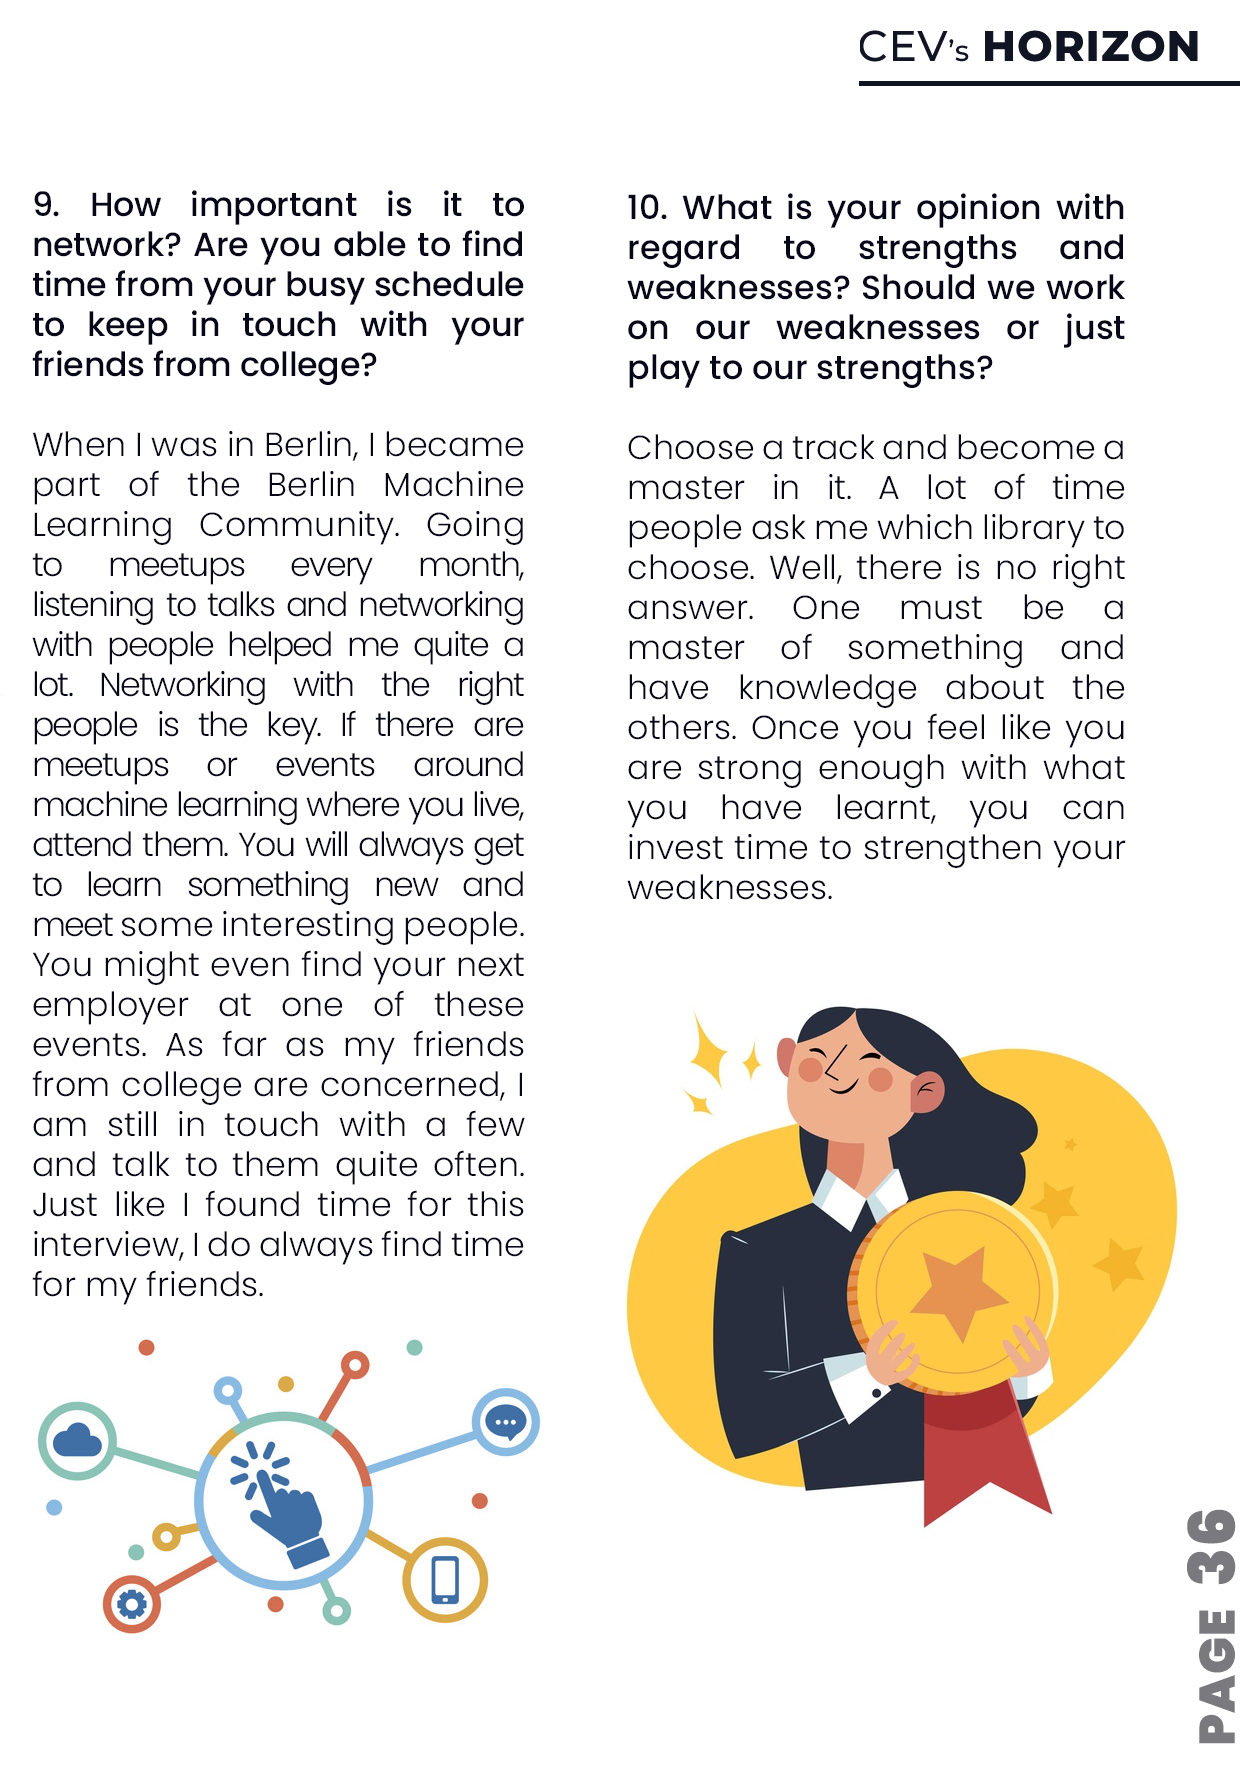 CEV's HORIZON
9. How important is it to
network? Are you able to find
time from your busy schedule
to keep in touch with your
friends from college?
When I was in Berlin, I became
part of the Berlin Machine
Learning Community. Going
to meetups every month,
listening to talks and networking
with people helped me quite a
lot. Networking with the right
people is the key. If there are
meetups or events around
machine learning where you live,
attend them. You will always get
to learn something new and
meet some interesting people.
You might even find your next
employer at one of these
events. As far as my friends
from college are concerned, I
am still in touch with a few
and talk to them quite often.
Just like I found time for this
interview, I do always find time
for my friends.
10. What is your opinion with
regard to strengths and
weaknesses? Should we work
on our weaknesses or just
play to our strengths?
Choose a track and become a
master in it. A lot of time
people ask me which library to
choose. Well, there is no right
answer. One must be a
master of something and
have knowledge about the
others. Once you feel like you
are strong enough with what
you have learnt, you can
invest time to strengthen your
weaknesses.
PAGE 36